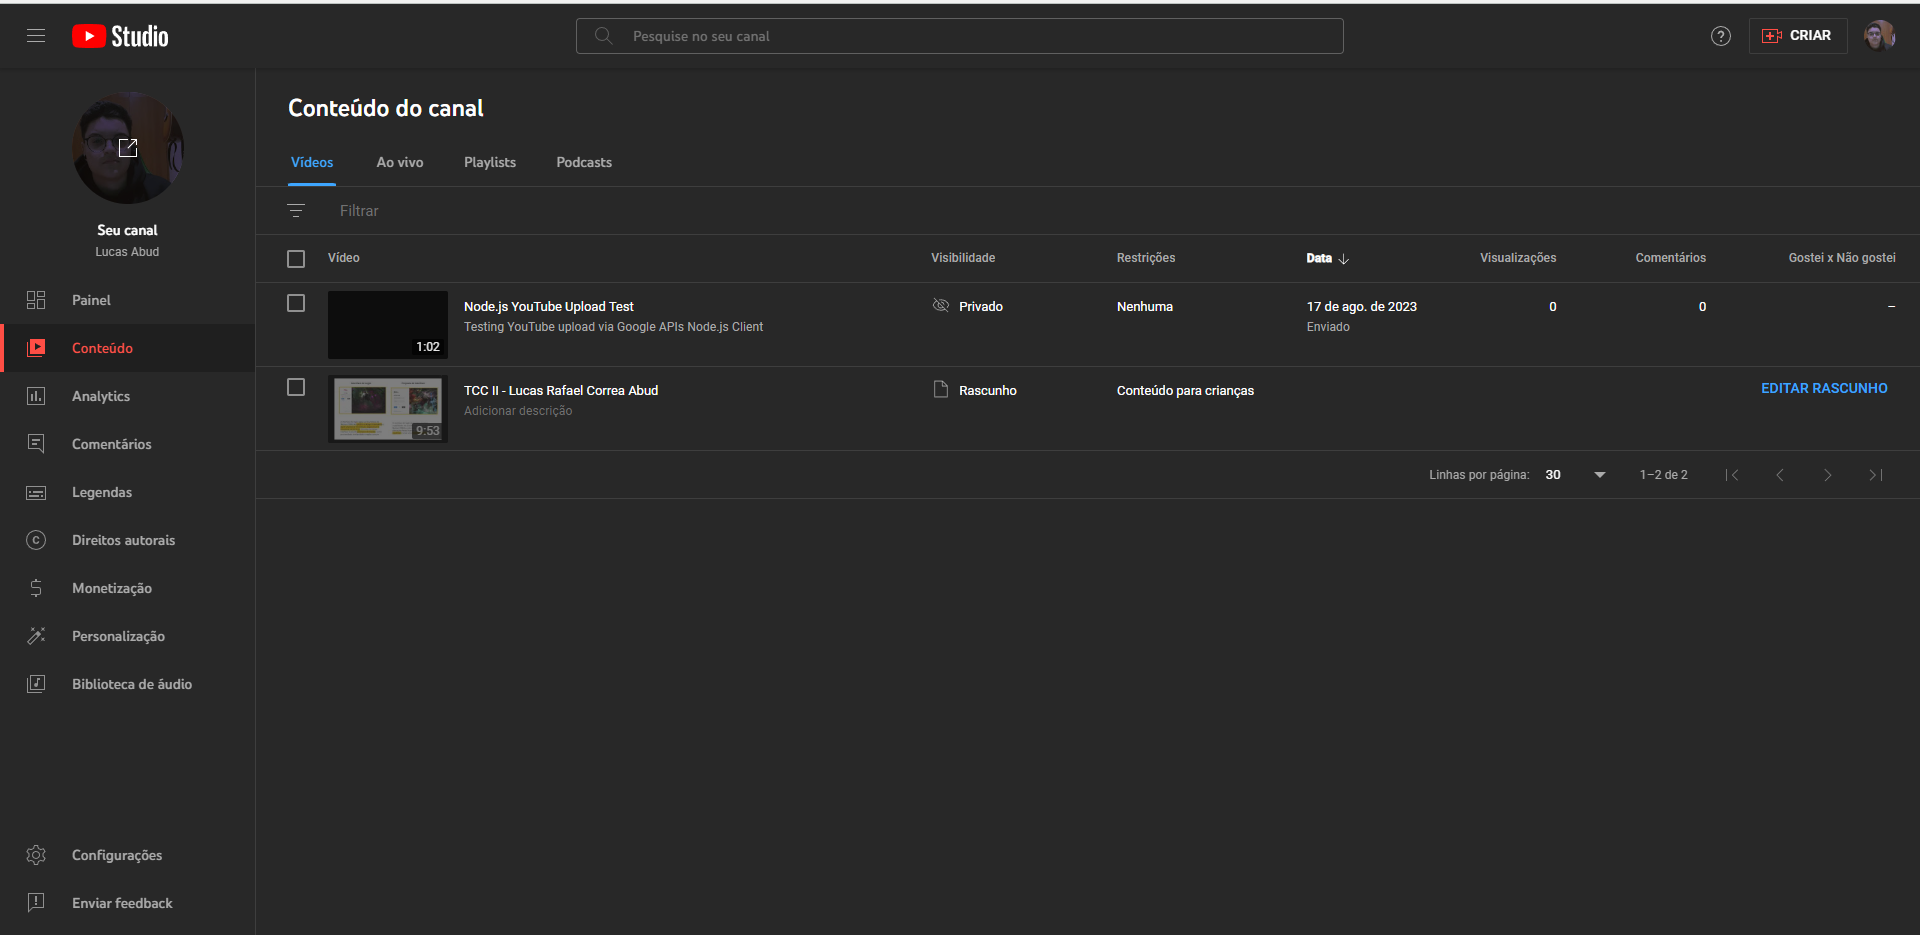 Studio
Pesquise no seu canal
?
CRIAR
Seu canal
Lucas Abud
Painel
Conteúdo
Analytics
Comentários
Legendas
Direitos autorais
Monetização
Personalização
Biblioteca de áudio
Configurações
Enviar feedback
Conteúdo do canal
Vídeos Ao vivo Playlists Podcasts
Filtrar
Vídeo Visibilidade Restrições Data Visualizações Comentários Gostei x Não gostei
1:02
Node.js YouTube Upload Test Privado Nenhuma 17 de ago. de 2023 0 0 –
Testing YouTube upload via Google APIs Node.js Client Enviado
9:53
TCC II - Lucas Rafael Correa Abud Rascunho Conteúdo para crianças EDITAR RASCUNHO
Adicionar descrição
Linhas por página: 30 1–2 de 2